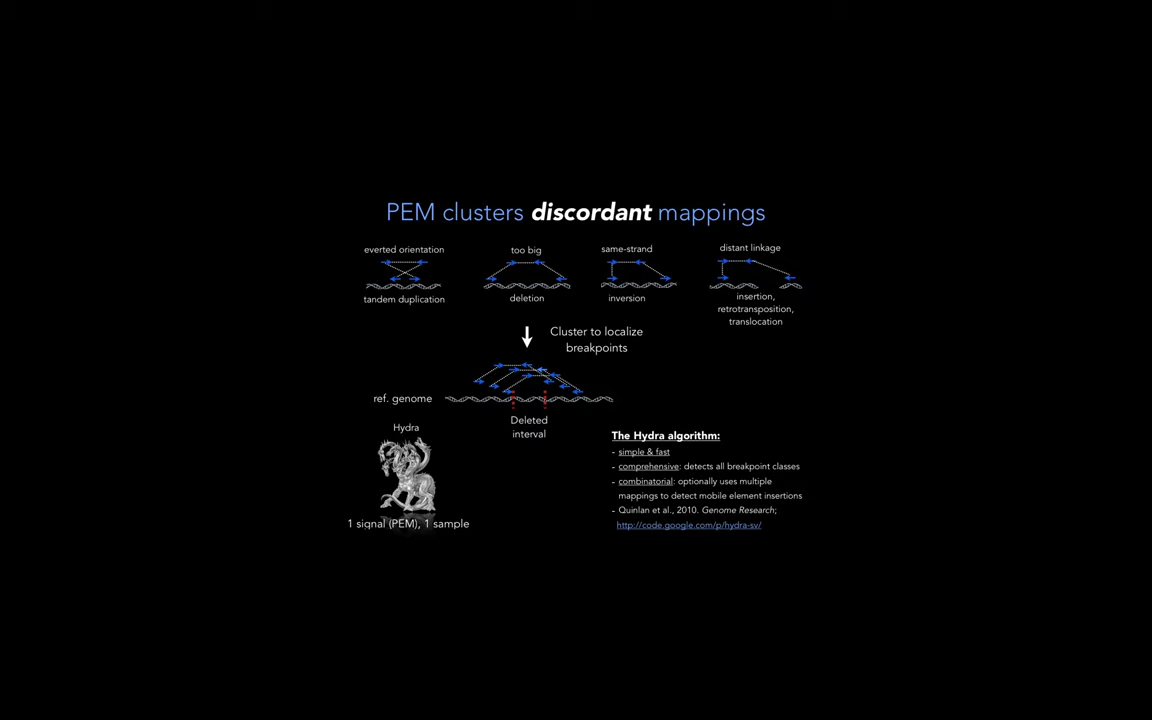 PEM clusters discordant mappings
everted orientation
too big
same-strand
distant linkage
tandem duplication
deletion
inversion
insertion,
retrotransposition,
translocation
Cluster to localize
breakpoints
ref. genome
Deleted
interval
Hydra
1 signal (PEM), 1 sample
The Hydra algorithm:
- simple & fast
- comprehensive: detects all breakpoint classes
- combinatorial: optionally uses multiple
mappings to detect mobile element insertions
- Quinlan et al., 2010. Genome Research;
http://code.google.com/p/hydra-sv/